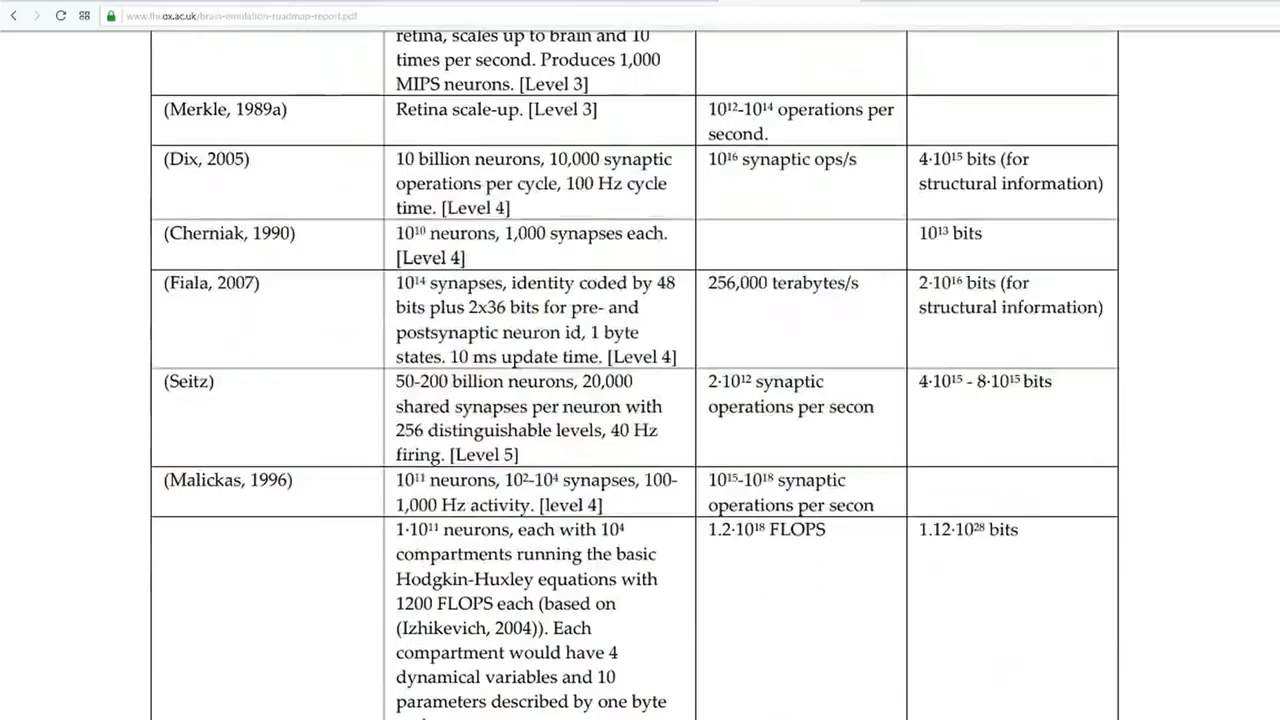 www.fhi.ox.ac.uk/brain-emulation-roadmap-report.pdf
retina, scales up to brain and 10
times per second. Produces 1,000
MIPS neurons. [Level 3]
(Merkle, 1989a)
Retina scale-up. [Level 3]
10¹²-10¹⁴ operations per
second.
(Dix, 2005)
10 billion neurons, 10,000 synaptic
operations per cycle, 100 Hz cycle
time. [Level 4]
10¹⁶ synaptic ops/s
4·10¹⁵ bits (for
structural information)
(Cherniak, 1990)
10¹⁰ neurons, 1,000 synapses each.
[Level 4]
10¹³ bits
(Fiala, 2007)
10¹⁴ synapses, identity coded by 48
bits plus 2x36 bits for pre- and
postsynaptic neuron id, 1 byte
states. 10 ms update time. [Level 4]
256,000 terabytes/s
2·10¹⁶ bits (for
structural information)
(Seitz)
50-200 billion neurons, 20,000
shared synapses per neuron with
256 distinguishable levels, 40 Hz
firing. [Level 5]
2·10¹² synaptic
operations per secon
4·10¹⁵ - 8·10¹⁵ bits
(Malickas, 1996)
10¹¹ neurons, 10²-10⁴ synapses, 100-
1,000 Hz activity. [level 4]
10¹⁵-10¹⁸ synaptic
operations per secon
1·10¹¹ neurons, each with 10⁴
compartments running the basic
Hodgkin-Huxley equations with
1200 FLOPS each (based on
(Izhikevich, 2004)). Each
compartment would have 4
dynamical variables and 10
parameters described by one byte
1.2·10¹⁸ FLOPS
1.12·10²⁸ bits